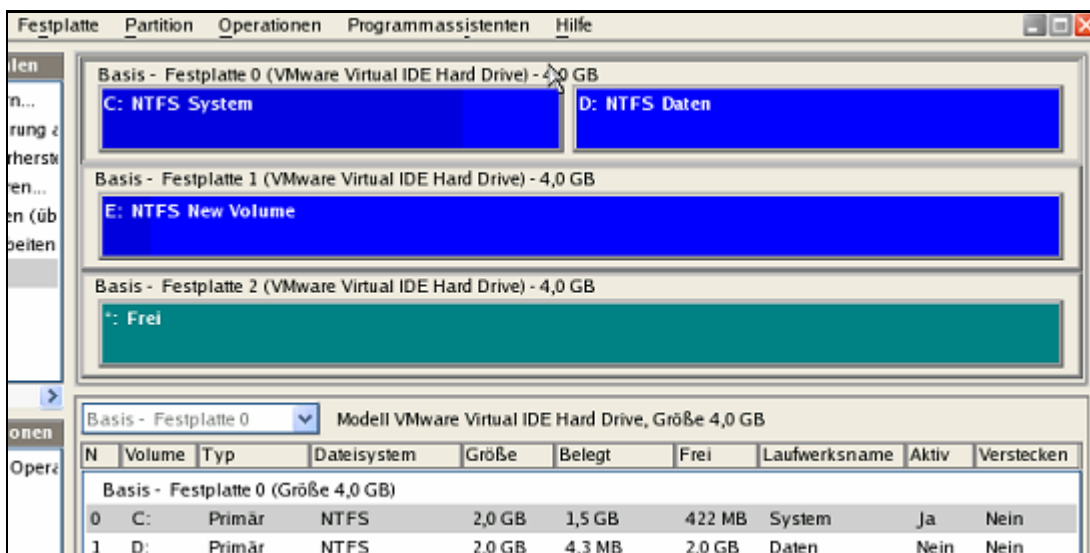 Festplatte Partition Operationen Programmassistenten Hilfe
Basis - Festplatte 0 (VMware Virtual IDE Hard Drive) - 4,0 GB
C: NTFS System D: NTFS Daten
Basis - Festplatte 1 (VMware Virtual IDE Hard Drive) - 4,0 GB
E: NTFS New Volume
Basis - Festplatte 2 (VMware Virtual IDE Hard Drive) - 4,0 GB
*: Frei
Basis - Festplatte 0 Modell VMware Virtual IDE Hard Drive, Größe 4,0 GB
N Volume Typ Dateisystem Größe Belegt Frei Laufwerksname Aktiv Verstecken
Basis - Festplatte 0 (Größe 4,0 GB)
0 C: Primär NTFS 2,0 GB 1,5 GB 422 MB System Ja Nein
1 D: Primär NTFS 2,0 GB 4,3 MB 2,0 GB Daten Nein Nein